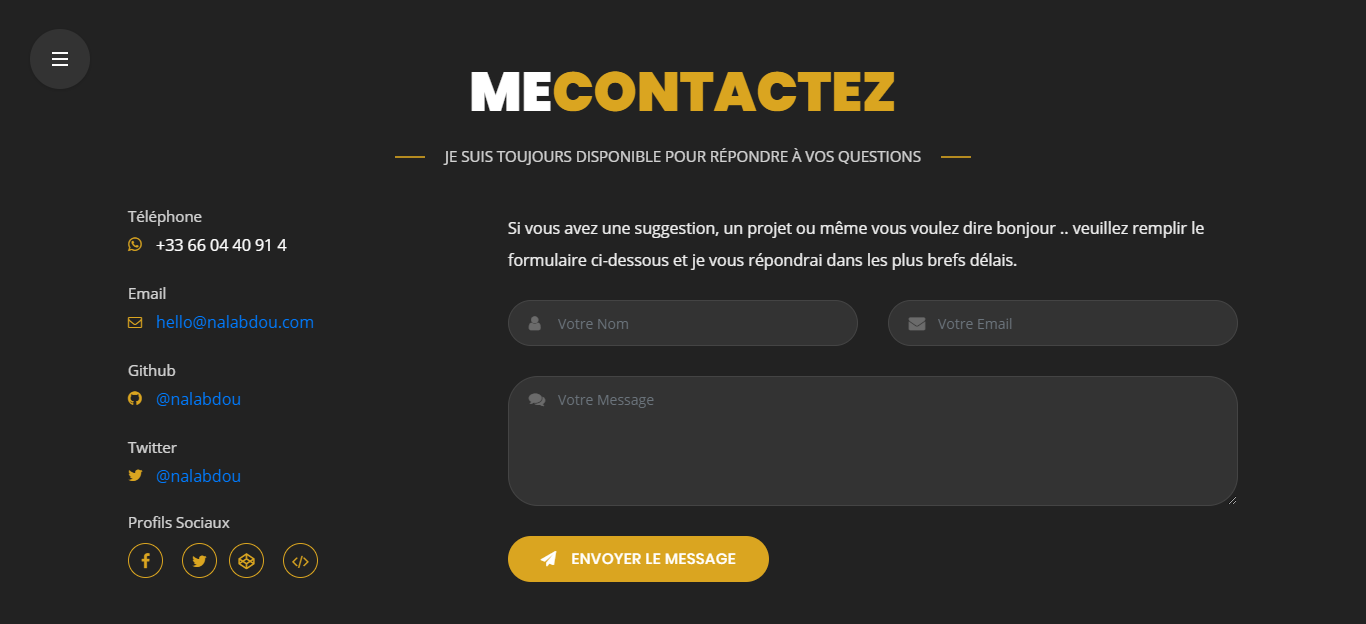 MECONTACTEZ
JE SUIS TOUJOURS DISPONIBLE POUR RÉPONDRE À VOS QUESTIONS
Téléphone
+33 66 04 40 91 4
Email
hello@nalabdou.com
Github
@nalabdou
Twitter
@nalabdou
Profils Sociaux
Si vous avez une suggestion, un projet ou même vous voulez dire bonjour .. veuillez remplir le
formulaire ci-dessous et je vous répondrai dans les plus brefs délais.
Votre Nom
Votre Email
Votre Message
ENVOYER LE MESSAGE